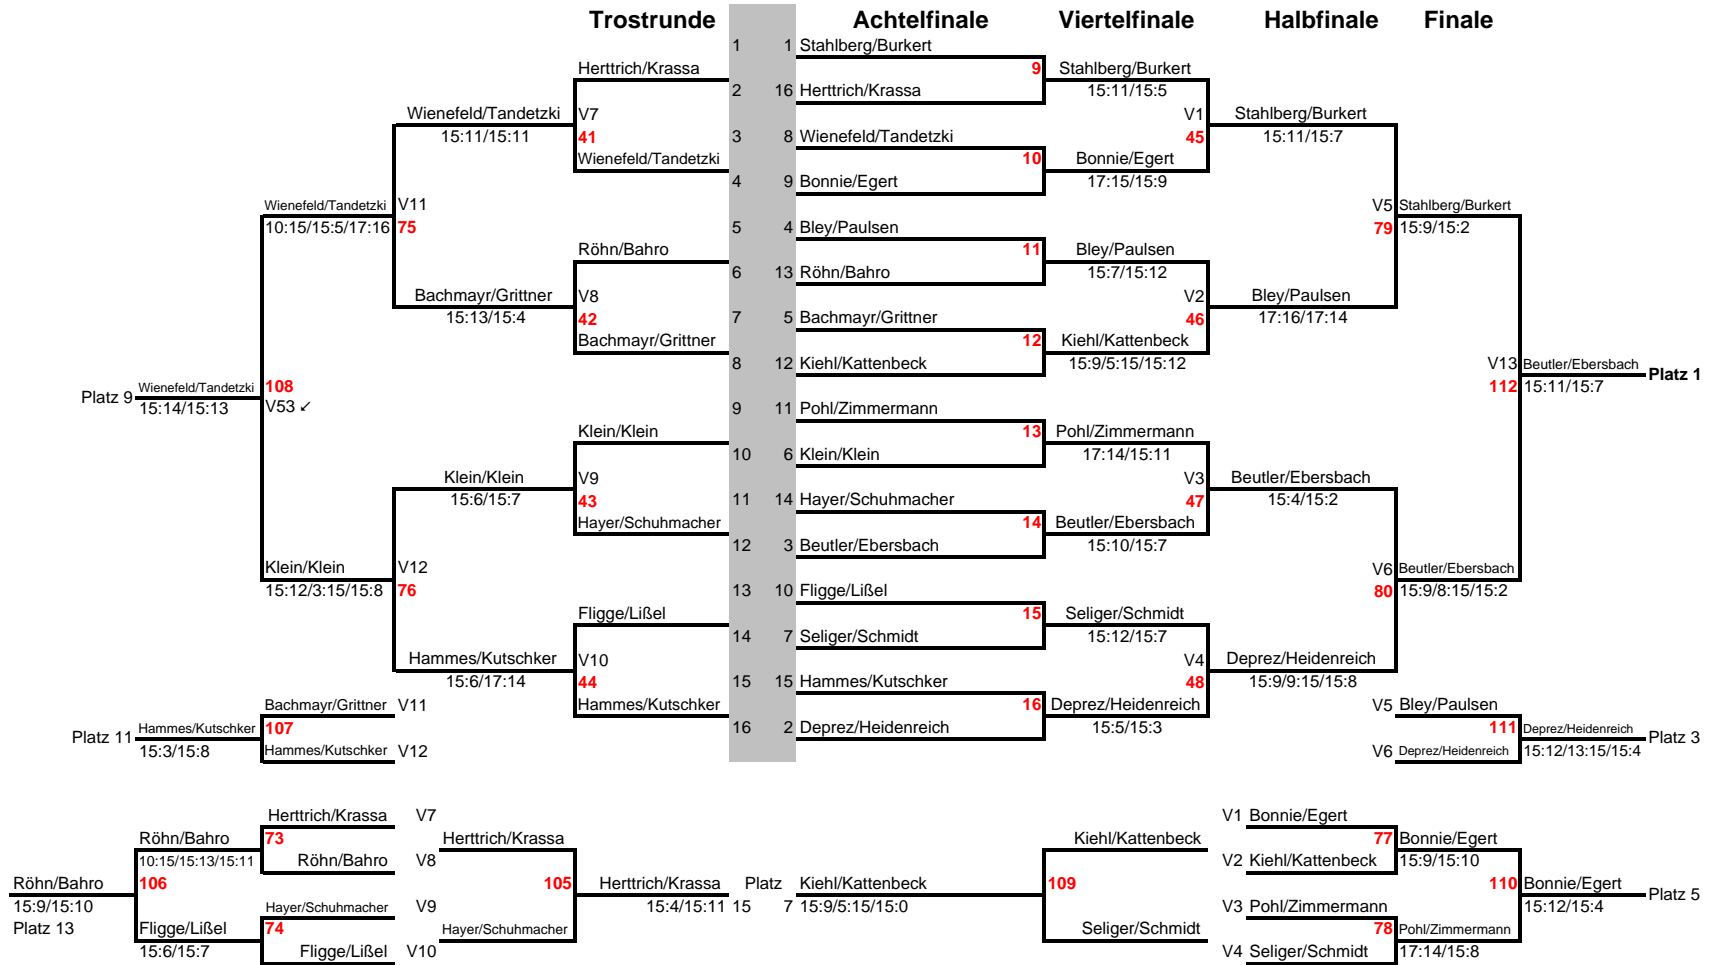 Trostrunde Achtelfinale Viertelfinale Halbfinale Finale
1 1 Stahlberg/Burkert
Herttrich/Krassa 9 Stahlberg/Burkert
2 16 Herttrich/Krassa 15:11/15:5
Wienefeld/Tandetzki V7 V1 Stahlberg/Burkert
15:11/15:11 41 3 8 Wienefeld/Tandetzki 45 15:11/15:7
Wienefeld/Tandetzki 10 Bonnie/Egert
4 9 Bonnie/Egert 17:15/15:9
Wienefeld/Tandetzki V11 V5 Stahlberg/Burkert
10:15/15:5/17:16 75 5 4 Bley/Paulsen 79 15:9/15:2
Röhn/Bahro 11 Bley/Paulsen
6 13 Röhn/Bahro 15:7/15:12
Bachmayr/Grittner V8 V2 Bley/Paulsen
15:13/15:4 42 7 5 Bachmayr/Grittner 46 17:16/17:14
Bachmayr/Grittner 12 Kiehl/Kattenbeck
8 12 Kiehl/Kattenbeck 15:9/5:15/15:12 V13 Beutler/Ebersbach
Platz 9 Wienefeld/Tandetzki 108 112 15:11/15:7 Platz 1
15:14/15:13 V53 ↙ 9 11 Pohl/Zimmermann
Klein/Klein 13 Pohl/Zimmermann
10 6 Klein/Klein 17:14/15:11
Klein/Klein V9 V3 Beutler/Ebersbach
15:6/15:7 43 11 14 Hayer/Schuhmacher 47 15:4/15:2
Hayer/Schuhmacher 14 Beutler/Ebersbach
12 3 Beutler/Ebersbach 15:10/15:7
Klein/Klein V12 V6 Beutler/Ebersbach
15:12/3:15/15:8 76 13 10 Fligge/Lißel 80 15:9/8:15/15:2
Fligge/Lißel 15 Seliger/Schmidt
14 7 Seliger/Schmidt 15:12/15:7
Hammes/Kutschker V10 V4 Deprez/Heidenreich
15:6/17:14 44 15 15 Hammes/Kutschker 48 15:9/9:15/15:8
Bachmayr/Grittner V11 Hammes/Kutschker 16 Deprez/Heidenreich V5 Bley/Paulsen
Platz 11 Hammes/Kutschker 107 16 2 Deprez/Heidenreich 15:5/15:3 111 Deprez/Heidenreich Platz 3
15:3/15:8 Hammes/Kutschker V12 V6 Deprez/Heidenreich 15:12/13:15/15:4
Herttrich/Krassa V7 V1 Bonnie/Egert
Röhn/Bahro 73 Herttrich/Krassa Kiehl/Kattenbeck 77 Bonnie/Egert
10:15/15:13/15:11 Röhn/Bahro V8 V2 Kiehl/Kattenbeck 15:9/15:10
Röhn/Bahro 106 105 Herttrich/Krassa Platz Kiehl/Kattenbeck 109 110 Bonnie/Egert Platz 5
15:9/15:10 Hayer/Schuhmacher V9 15:4/15:11 15 7 15:9/5:15/15:0 V3 Pohl/Zimmermann 15:12/15:4
Platz 13 Fligge/Lißel 74 Hayer/Schuhmacher Seliger/Schmidt 78 Pohl/Zimmermann
15:6/15:7 Fligge/Lißel V10 V4 Seliger/Schmidt 17:14/15:8